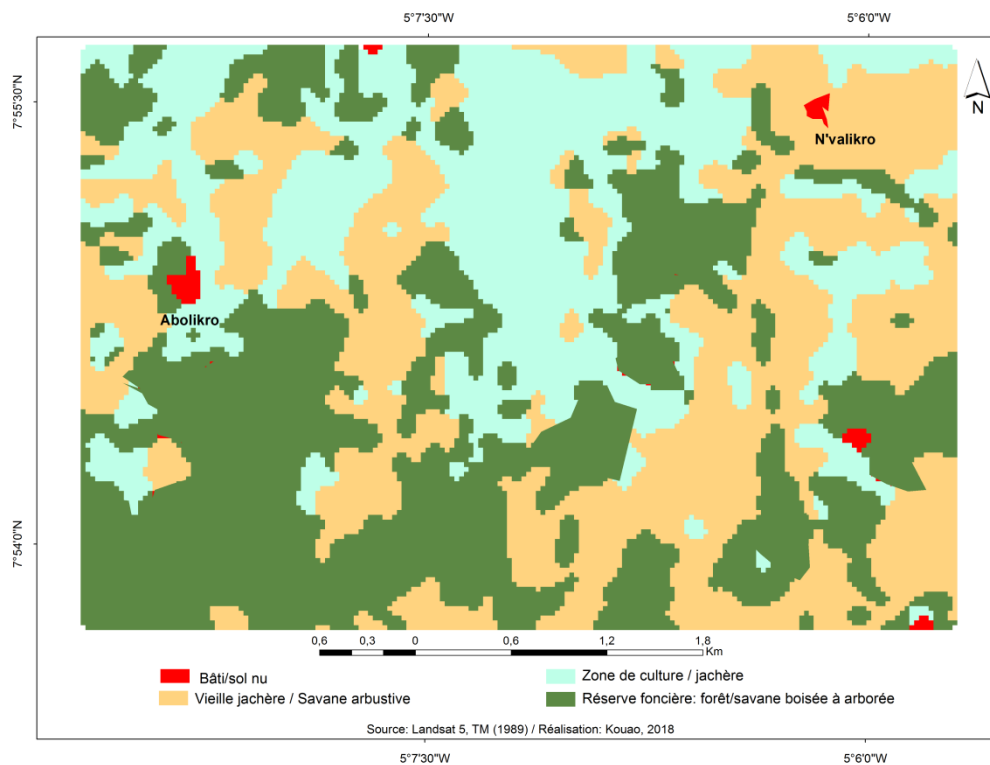 5°7'30"W 5°6'0"W
7°55'30"N
N
N'valikro
Abolikro
7°54'0"N
0,6 0,3 0 0,6 1,2 1,8
Km
Bâti/sol nu
Zone de culture / jachère
Vieille jachère / Savane arbustive
Réserve foncière: forêt/savane boisée à arborée
Source: Landsat 5, TM (1989) / Réalisation: Kouao, 2018
5°7'30"W 5°6'0"W